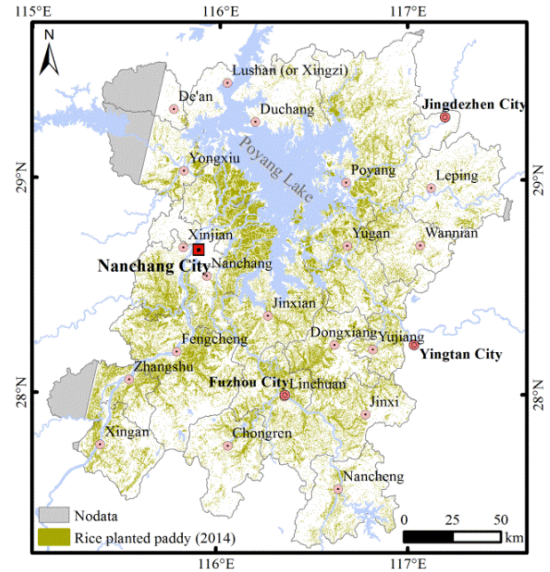 115°E
116°E
117°E
N
Lushan (or Xingzi)
De'an
Jingdezhen City
Duchang
29°N
29°N
Yongxiu
Poyang Lake
Poyang
Leping
Xinjian
Yugan
Wannian
Nanchang City
Nanchang
Jinxian
Dongxiang
Yujiang
Fengcheng
Yingtan City
Zhangshu
28°N
28°N
Fuzhou City
Linchuan
Jinxi
Xingan
Chongren
Nancheng
Nodata
Rice planted paddy (2014)
0 25 50
km
115°E
116°E
117°E